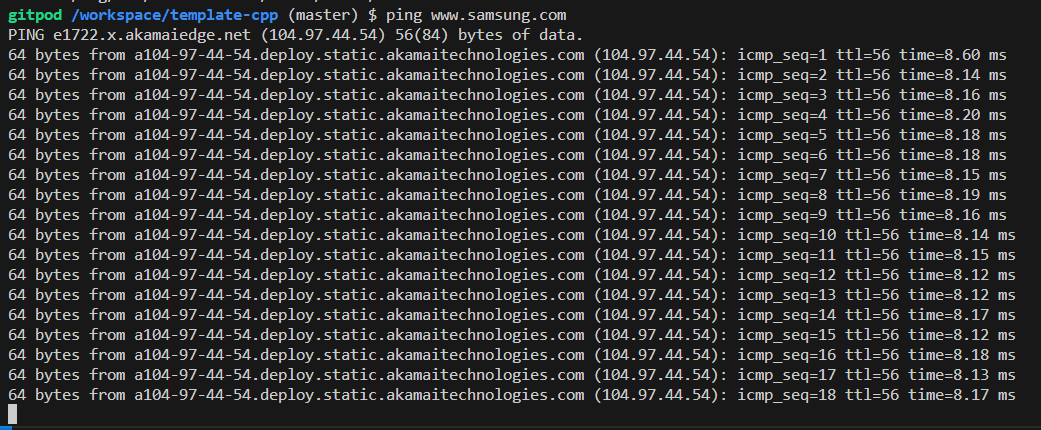 gitpod /workspace/template-cpp (master) $ ping www.samsung.com
PING e1722.x.akamaiedge.net (104.97.44.54) 56(84) bytes of data.
64 bytes from a104-97-44-54.deploy.static.akamaitechnologies.com (104.97.44.54): icmp_seq=1 ttl=56 time=8.60 ms
64 bytes from a104-97-44-54.deploy.static.akamaitechnologies.com (104.97.44.54): icmp_seq=2 ttl=56 time=8.14 ms
64 bytes from a104-97-44-54.deploy.static.akamaitechnologies.com (104.97.44.54): icmp_seq=3 ttl=56 time=8.16 ms
64 bytes from a104-97-44-54.deploy.static.akamaitechnologies.com (104.97.44.54): icmp_seq=4 ttl=56 time=8.20 ms
64 bytes from a104-97-44-54.deploy.static.akamaitechnologies.com (104.97.44.54): icmp_seq=5 ttl=56 time=8.18 ms
64 bytes from a104-97-44-54.deploy.static.akamaitechnologies.com (104.97.44.54): icmp_seq=6 ttl=56 time=8.18 ms
64 bytes from a104-97-44-54.deploy.static.akamaitechnologies.com (104.97.44.54): icmp_seq=7 ttl=56 time=8.15 ms
64 bytes from a104-97-44-54.deploy.static.akamaitechnologies.com (104.97.44.54): icmp_seq=8 ttl=56 time=8.19 ms
64 bytes from a104-97-44-54.deploy.static.akamaitechnologies.com (104.97.44.54): icmp_seq=9 ttl=56 time=8.16 ms
64 bytes from a104-97-44-54.deploy.static.akamaitechnologies.com (104.97.44.54): icmp_seq=10 ttl=56 time=8.14 ms
64 bytes from a104-97-44-54.deploy.static.akamaitechnologies.com (104.97.44.54): icmp_seq=11 ttl=56 time=8.15 ms
64 bytes from a104-97-44-54.deploy.static.akamaitechnologies.com (104.97.44.54): icmp_seq=12 ttl=56 time=8.12 ms
64 bytes from a104-97-44-54.deploy.static.akamaitechnologies.com (104.97.44.54): icmp_seq=13 ttl=56 time=8.12 ms
64 bytes from a104-97-44-54.deploy.static.akamaitechnologies.com (104.97.44.54): icmp_seq=14 ttl=56 time=8.17 ms
64 bytes from a104-97-44-54.deploy.static.akamaitechnologies.com (104.97.44.54): icmp_seq=15 ttl=56 time=8.12 ms
64 bytes from a104-97-44-54.deploy.static.akamaitechnologies.com (104.97.44.54): icmp_seq=16 ttl=56 time=8.18 ms
64 bytes from a104-97-44-54.deploy.static.akamaitechnologies.com (104.97.44.54): icmp_seq=17 ttl=56 time=8.13 ms
64 bytes from a104-97-44-54.deploy.static.akamaitechnologies.com (104.97.44.54): icmp_seq=18 ttl=56 time=8.17 ms